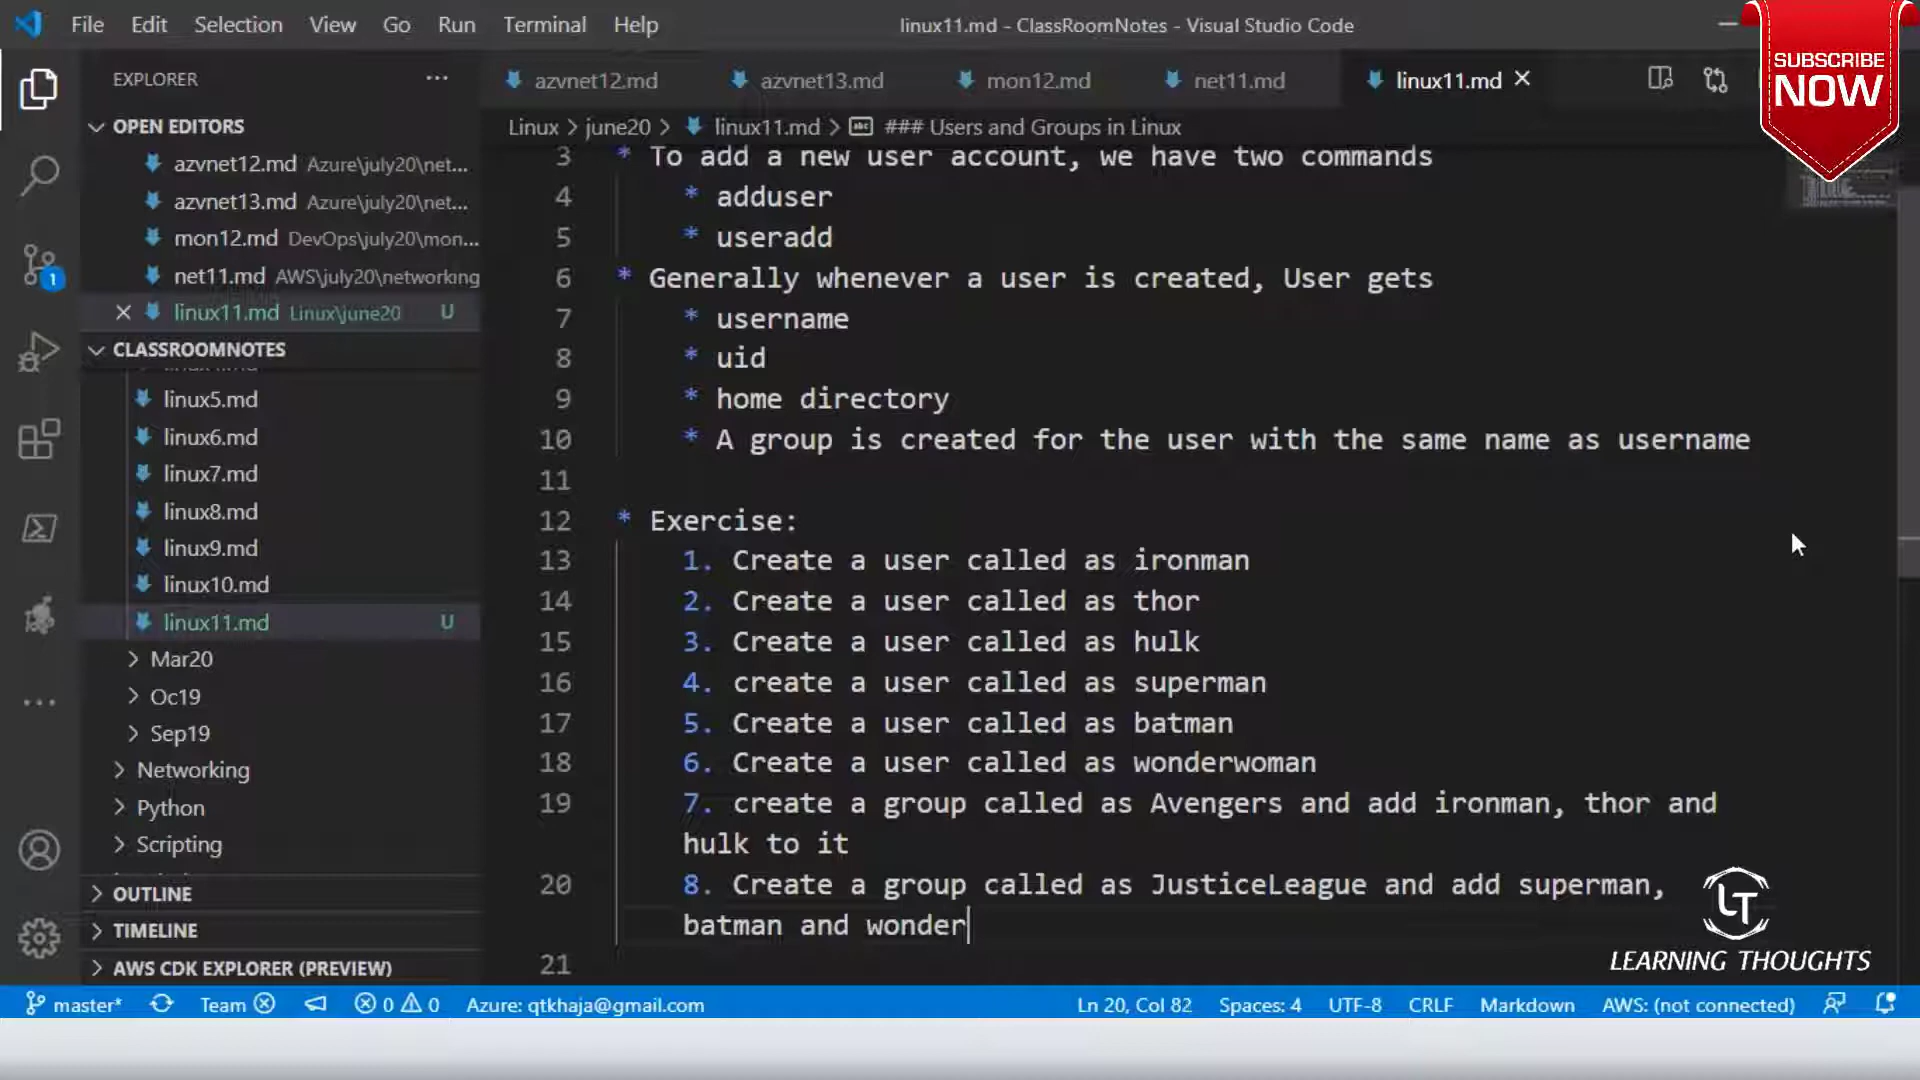 File Edit Selection View Go Run Terminal Help
linux11.md - ClassRoomNotes - Visual Studio Code
SUBSCRIBE
NOW
EXPLORER
azvnet12.md azvnet13.md mon12.md net11.md linux11.md
Linux > june20 > linux11.md > ### Users and Groups in Linux
OPEN EDITORS
azvnet12.md Azure\july20\net...
azvnet13.md Azure\july20\net...
mon12.md DevOps\july20\mon...
net11.md AWS\july20\networking
linux11.md Linux\june20 U
CLASSROOMNOTES
linux5.md
linux6.md
linux7.md
linux8.md
linux9.md
linux10.md
linux11.md U
Mar20
Oc19
Sep19
Networking
Python
Scripting
OUTLINE
TIMELINE
AWS CDK EXPLORER (PREVIEW)
3 * To add a new user account, we have two commands
4 * adduser
5 * useradd
6 * Generally whenever a user is created, User gets
7 * username
8 * uid
9 * home directory
10 * A group is created for the user with the same name as username
11
12 * Exercise:
13 1. Create a user called as ironman
14 2. Create a user called as thor
15 3. Create a user called as hulk
16 4. create a user called as superman
17 5. Create a user called as batman
18 6. Create a user called as wonderwoman
19 7. create a group called as Avengers and add ironman, thor and
hulk to it
20 8. Create a group called as JusticeLeague and add superman,
batman and wonder
21
LT
LEARNING THOUGHTS
master* Team 0 0 Azure: qtkhaja@gmail.com
1
Ln 20, Col 82 Spaces: 4 UTF-8 CRLF Markdown AWS: (not connected)